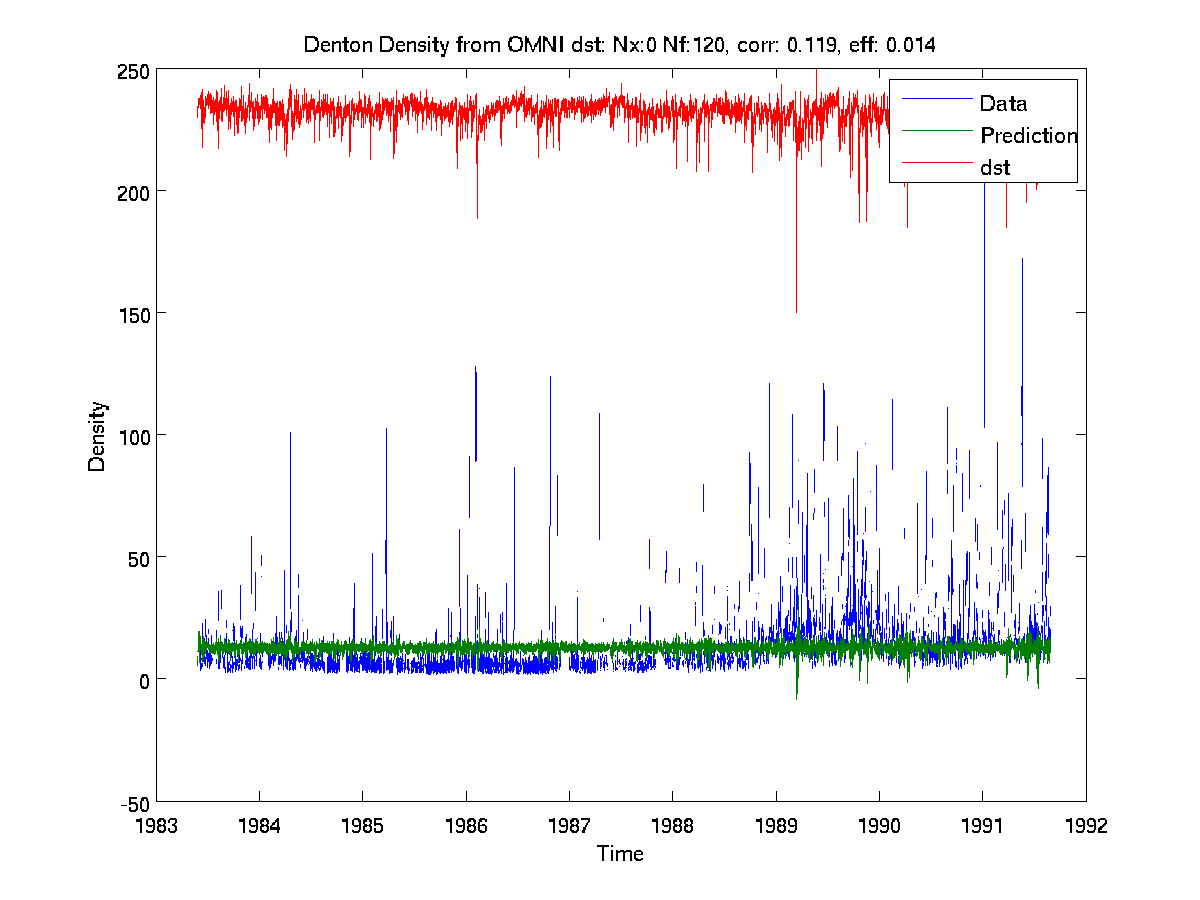 Denton Density from OMNI dst: Nx:0 Nf:120, corr: 0.119, eff: 0.014
250
200
150
100
50
0
-50
Density
Data
Prediction
dst
1983 1984 1985 1986 1987 1988 1989 1990 1991 1992
Time